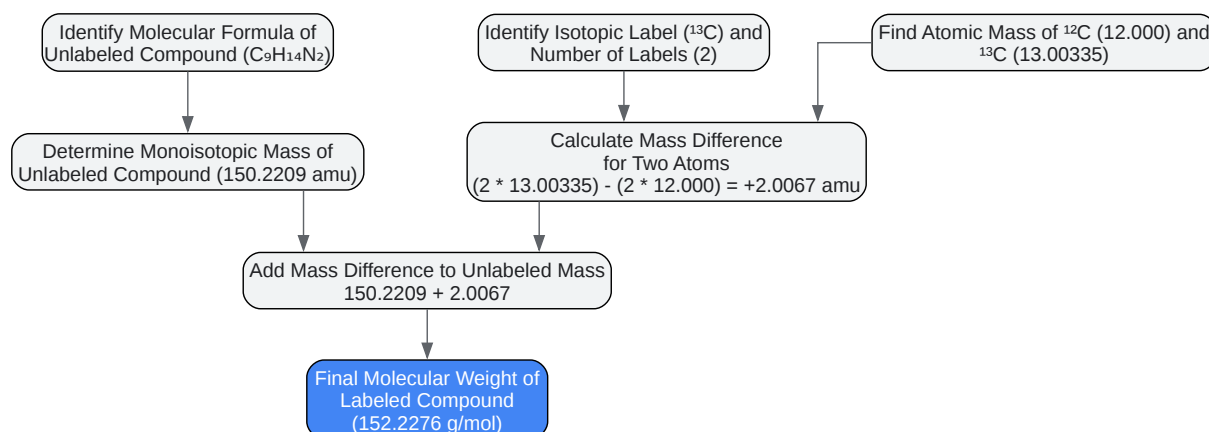 Identify Molecular Formula of
Unlabeled Compound (C₉H₁₄N₂)
Identify Isotopic Label (¹³C) and
Number of Labels (2)
Find Atomic Mass of ¹²C (12.000) and
¹³C (13.00335)
Determine Monoisotopic Mass of
Unlabeled Compound (150.2209 amu)
Calculate Mass Difference
for Two Atoms
(2 * 13.00335) - (2 * 12.000) = +2.0067 amu
Add Mass Difference to Unlabeled Mass
150.2209 + 2.0067
Final Molecular Weight of
Labeled Compound
(152.2276 g/mol)